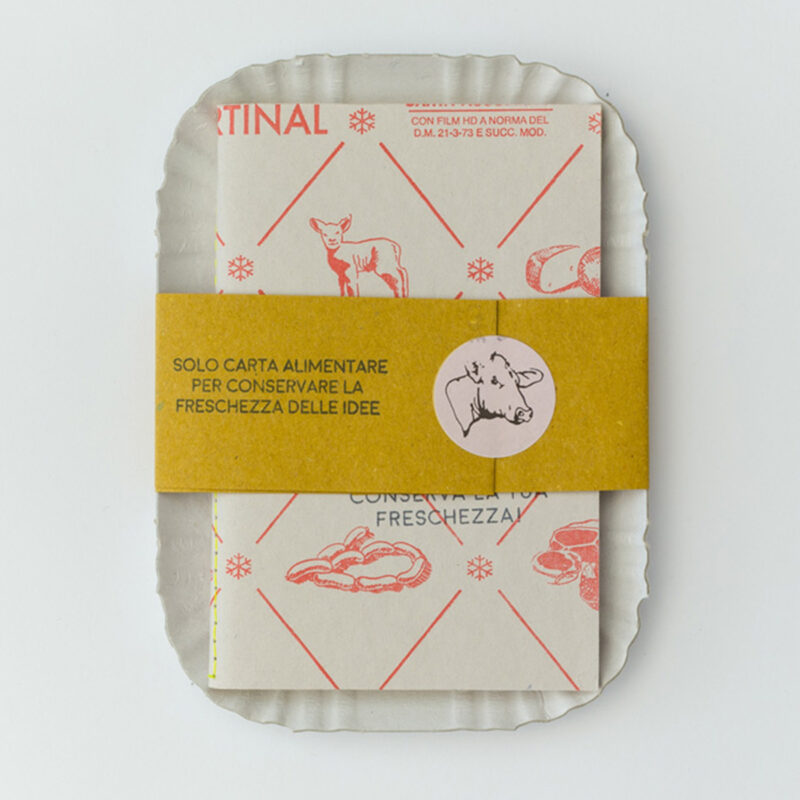 RTINAL
CON FILM HD A NORMA DEL
D.M. 21-3-73 E SUCC. MOD.
SOLO CARTA ALIMENTARE
PER CONSERVARE LA
FRESCHEZZA DELLE IDEE
CONSERVA LA TUA
FRESCHEZZA!